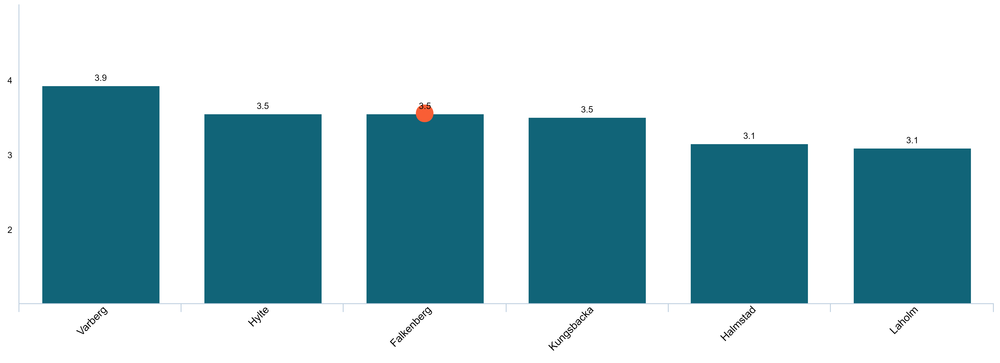 4
3
2
3.9
3.5
3.5
3.5
3.1
3.1
Varberg
Hylte
Falkenberg
Kungsbacka
Halmstad
Laholm